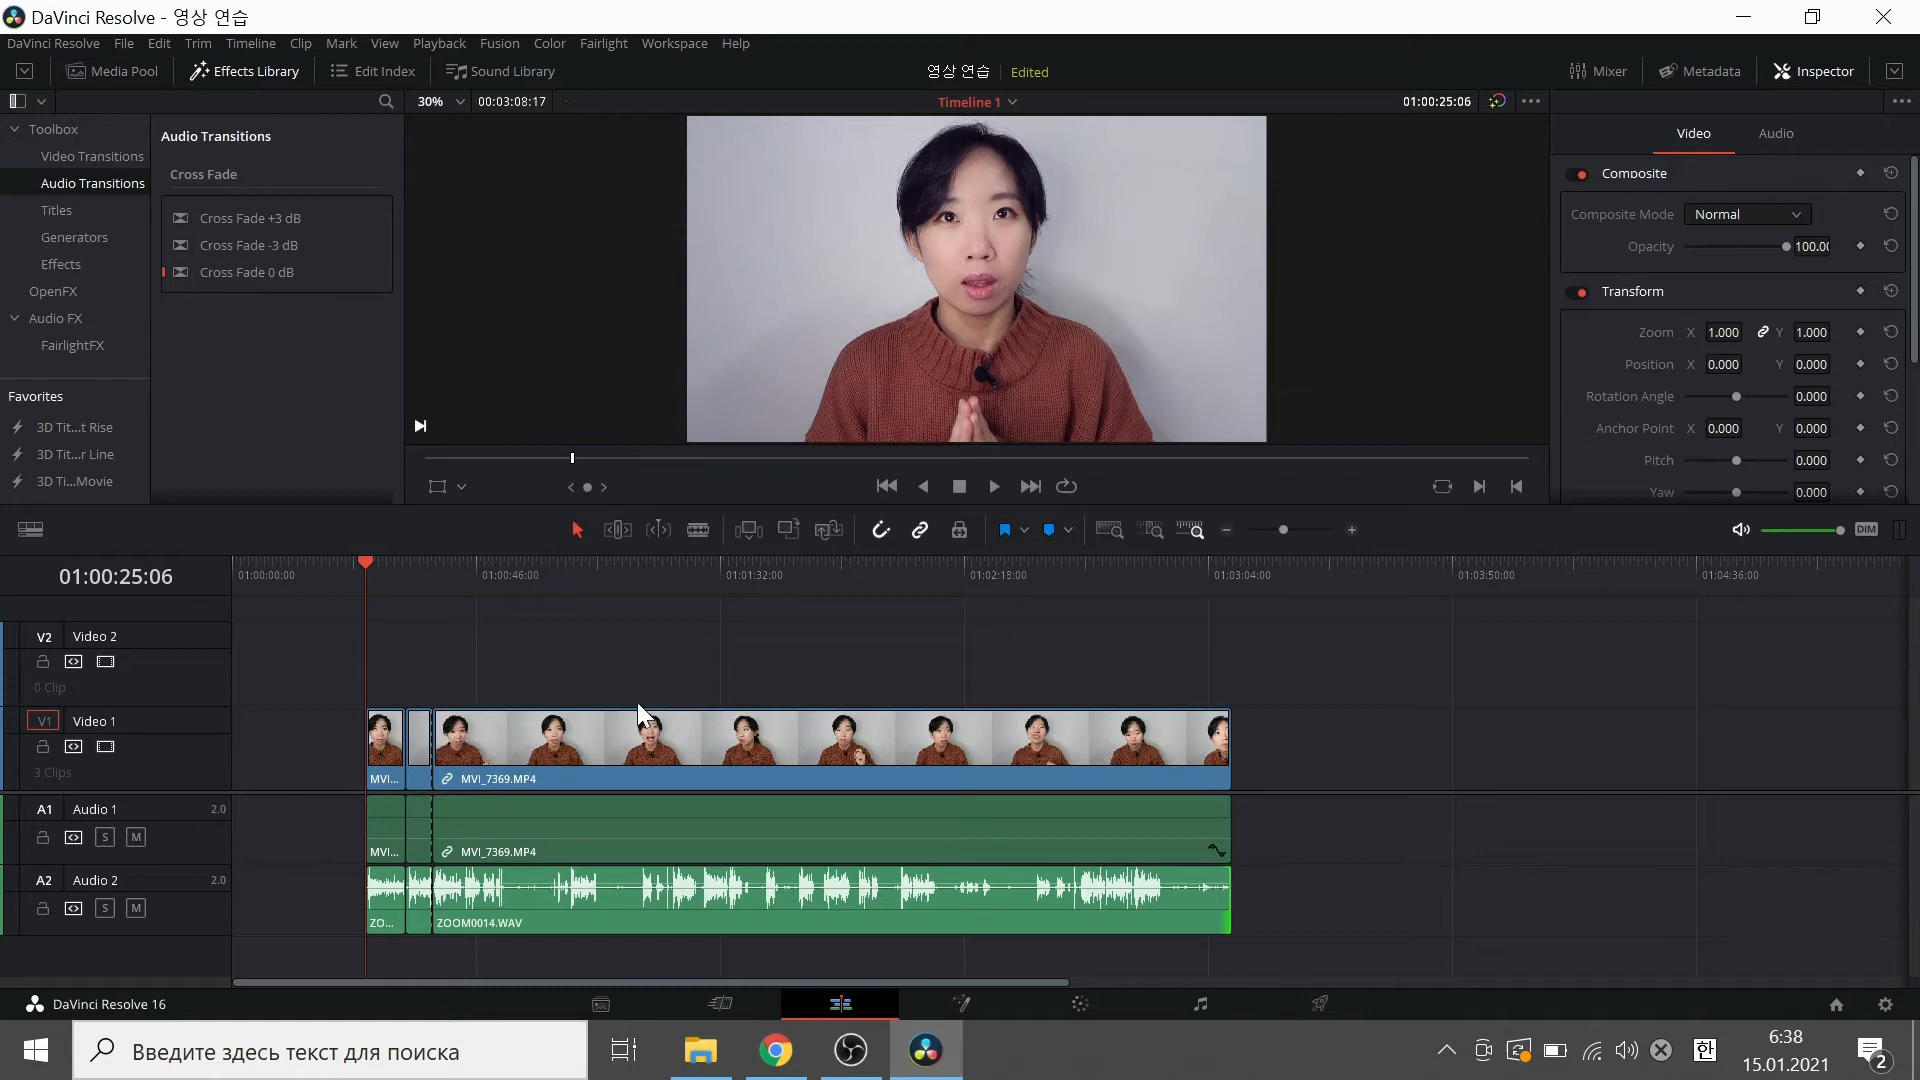 DaVinci Resolve - 영상 연습
DaVinci Resolve File Edit Trim Timeline Clip Mark View Playback Fusion Color Fairlight Workspace Help
Media Pool Effects Library Edit Index Sound Library 영상 연습 Edited Mixer Metadata Inspector
30% 00:03:08:17 Timeline 1 01:00:25:06
Toolbox
Video Transitions
Audio Transitions
Titles
Generators
Effects
OpenFX
Audio FX
FairlightFX
Favorites
3D Tit...t Rise
3D Tit...r Line
3D Ti...Movie
Audio Transitions
Cross Fade
Cross Fade +3 dB
Cross Fade -3 dB
Cross Fade 0 dB
Video Audio
Composite
Composite Mode Normal
Opacity 100.00
Transform
Zoom X 1.000 Y 1.000
Position X 0.000 Y 0.000
Rotation Angle 0.000
Anchor Point X 0.000 Y 0.000
Pitch 0.000
Yaw 0.000
DIM
01:00:25:06
01:00:00:00 01:00:46:00 01:01:32:00 01:02:18:00 01:03:04:00 01:03:50:00 01:04:36:00
V2 Video 2
0 Clip
V1 Video 1
3 Clips
MVI... MVI_7369.MP4
A1 Audio 1 2.0
S M
MVI... MVI_7369.MP4
A2 Audio 2 2.0
S M
ZO... ZOOM0014.WAV
DaVinci Resolve 16
Введите здесь текст для поиска
한
6:38
15.01.2021
2